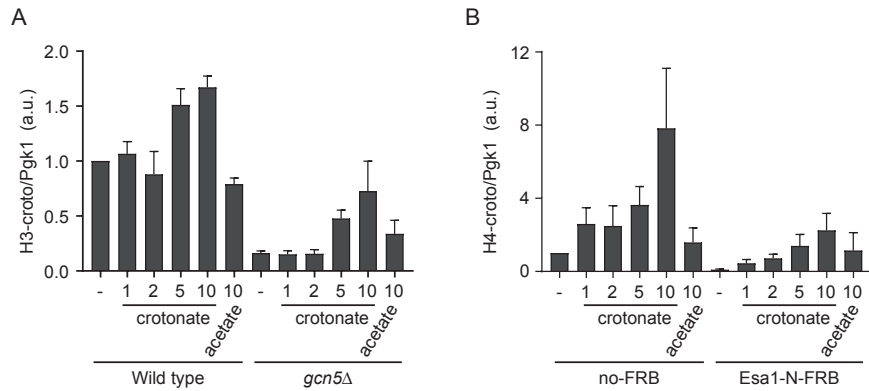 A
H3-croto/Pgk1 (a.u.)
2.0
1.5
1.0
0.5
0.0
- 1 2 5 10 10 - 1 2 5 10 10
crotonate acetate crotonate acetate
Wild type gcn5Δ
B
H4-croto/Pgk1 (a.u.)
12
8
4
0
- 1 2 5 10 10 - 1 2 5 10 10
crotonate acetate crotonate acetate
no-FRB Esa1-N-FRB